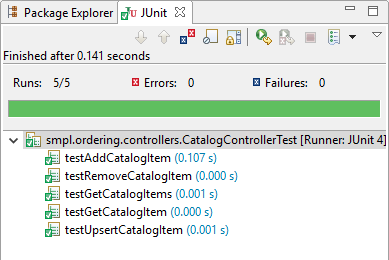 Package Explorer JUnit
Finished after 0.141 seconds
Runs: 5/5 Errors: 0 Failures: 0
smpl.ordering.controllers.CatalogControllerTest [Runner: JUnit 4]
testAddCatalogItem (0.107 s)
testRemoveCatalogItem (0.000 s)
testGetCatalogItems (0.001 s)
testGetCatalogItem (0.000 s)
testUpsertCatalogItem (0.001 s)